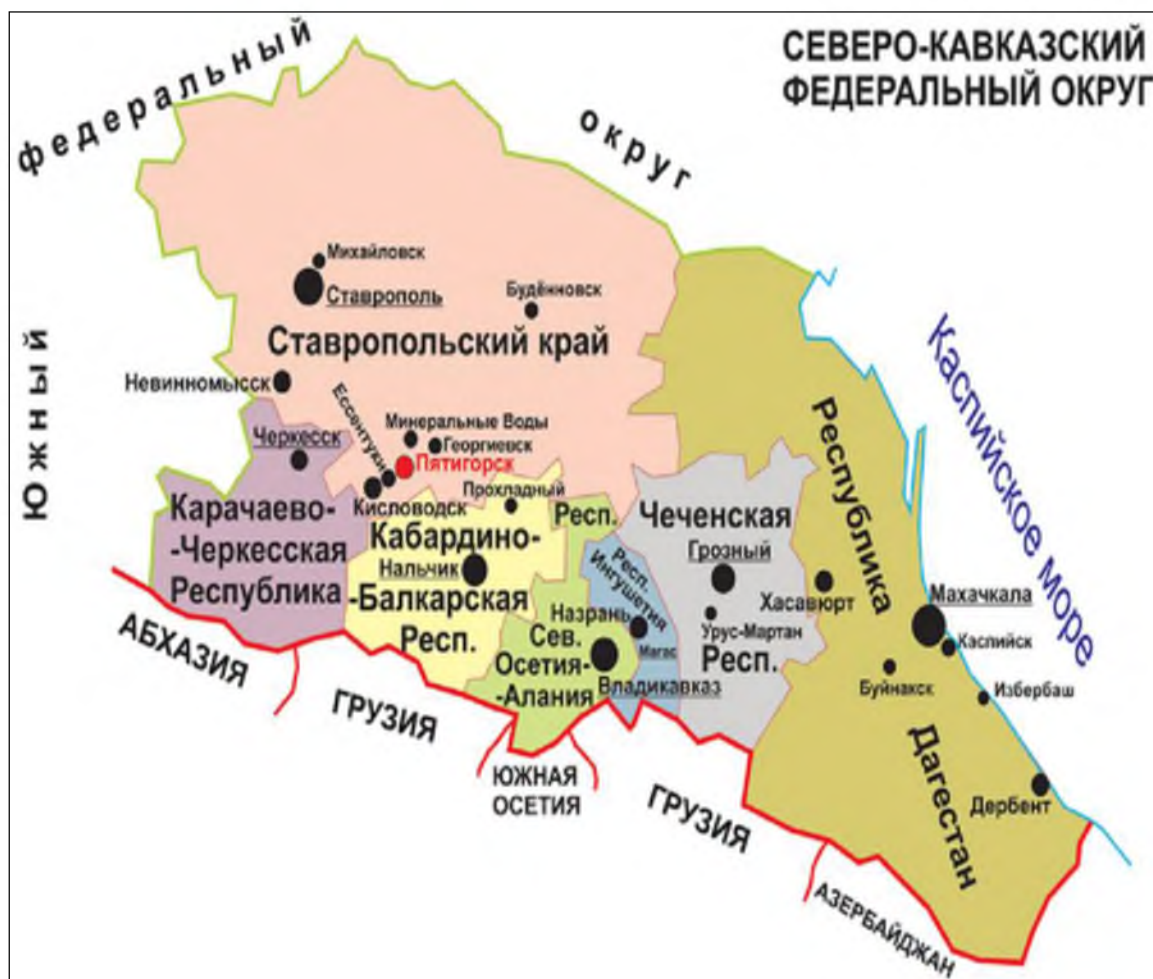 СЕВЕРО-КАВКАЗСКИЙ
ФЕДЕРАЛЬНЫЙ ОКРУГ
Южный
федеральный
округ
Михайловск
Ставрополь
Будённовск
Ставропольский край
Невинномысск
Ессентуки
Минеральные Воды
Георгиевск
Пятигорск
Кисловодск
Черкесск
Карачаево-
-Черкесская
Республика
Прохладный
Кабардино-
Нальчик
-Балкарская
Респ.
Респ.
Сев.
Осетия-
-Алания
Владикавказ
Респ.
Ингушетия
Назрань
Магас
Чеченская
Грозный
Урус-Мартан
Респ.
Республика
Дагестан
Хасавюрт
Махачкала
Каспийск
Буйнакск
Избербаш
Дербент
Каспийское море
АБХАЗИЯ
ГРУЗИЯ
ЮЖНАЯ
ОСЕТИЯ
ГРУЗИЯ
АЗЕРБАЙДЖАН